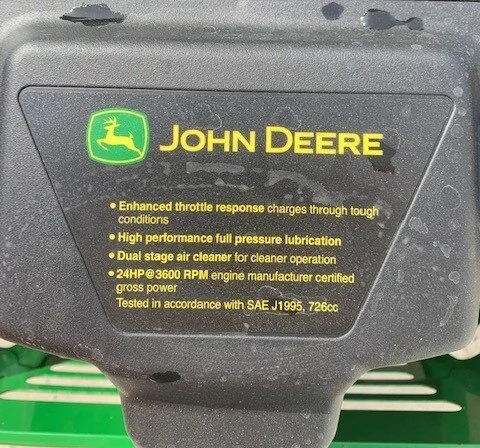 JOHN DEERE
• Enhanced throttle response charges through tough
conditions
• High performance full pressure lubrication
• Dual stage air cleaner for cleaner operation
• 24HP@3600 RPM engine manufacturer certified
gross power
Tested in accordance with SAE J1995, 726cc